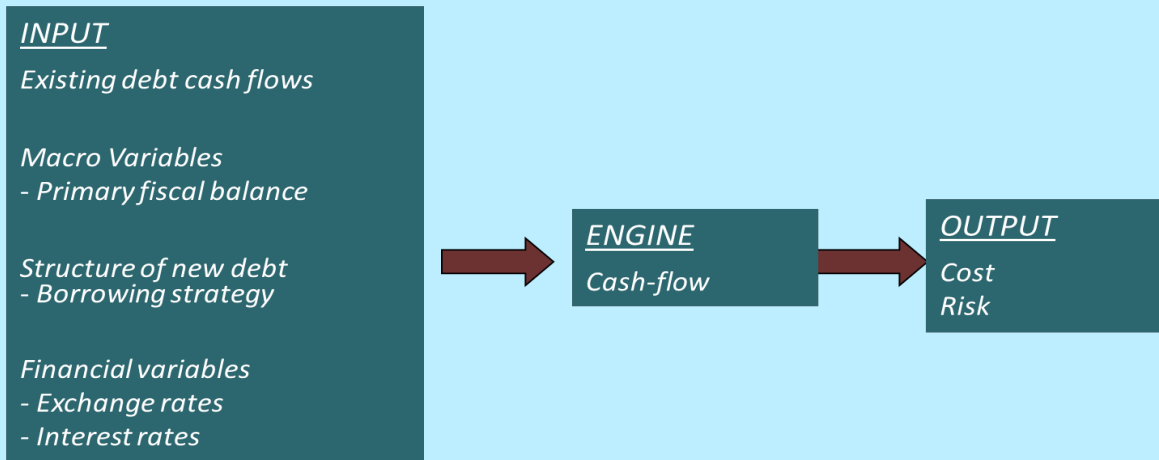 INPUT
Existing debt cash flows
Macro Variables
- Primary fiscal balance
Structure of new debt
- Borrowing strategy
Financial variables
- Exchange rates
- Interest rates
ENGINE
Cash-flow
OUTPUT
Cost
Risk